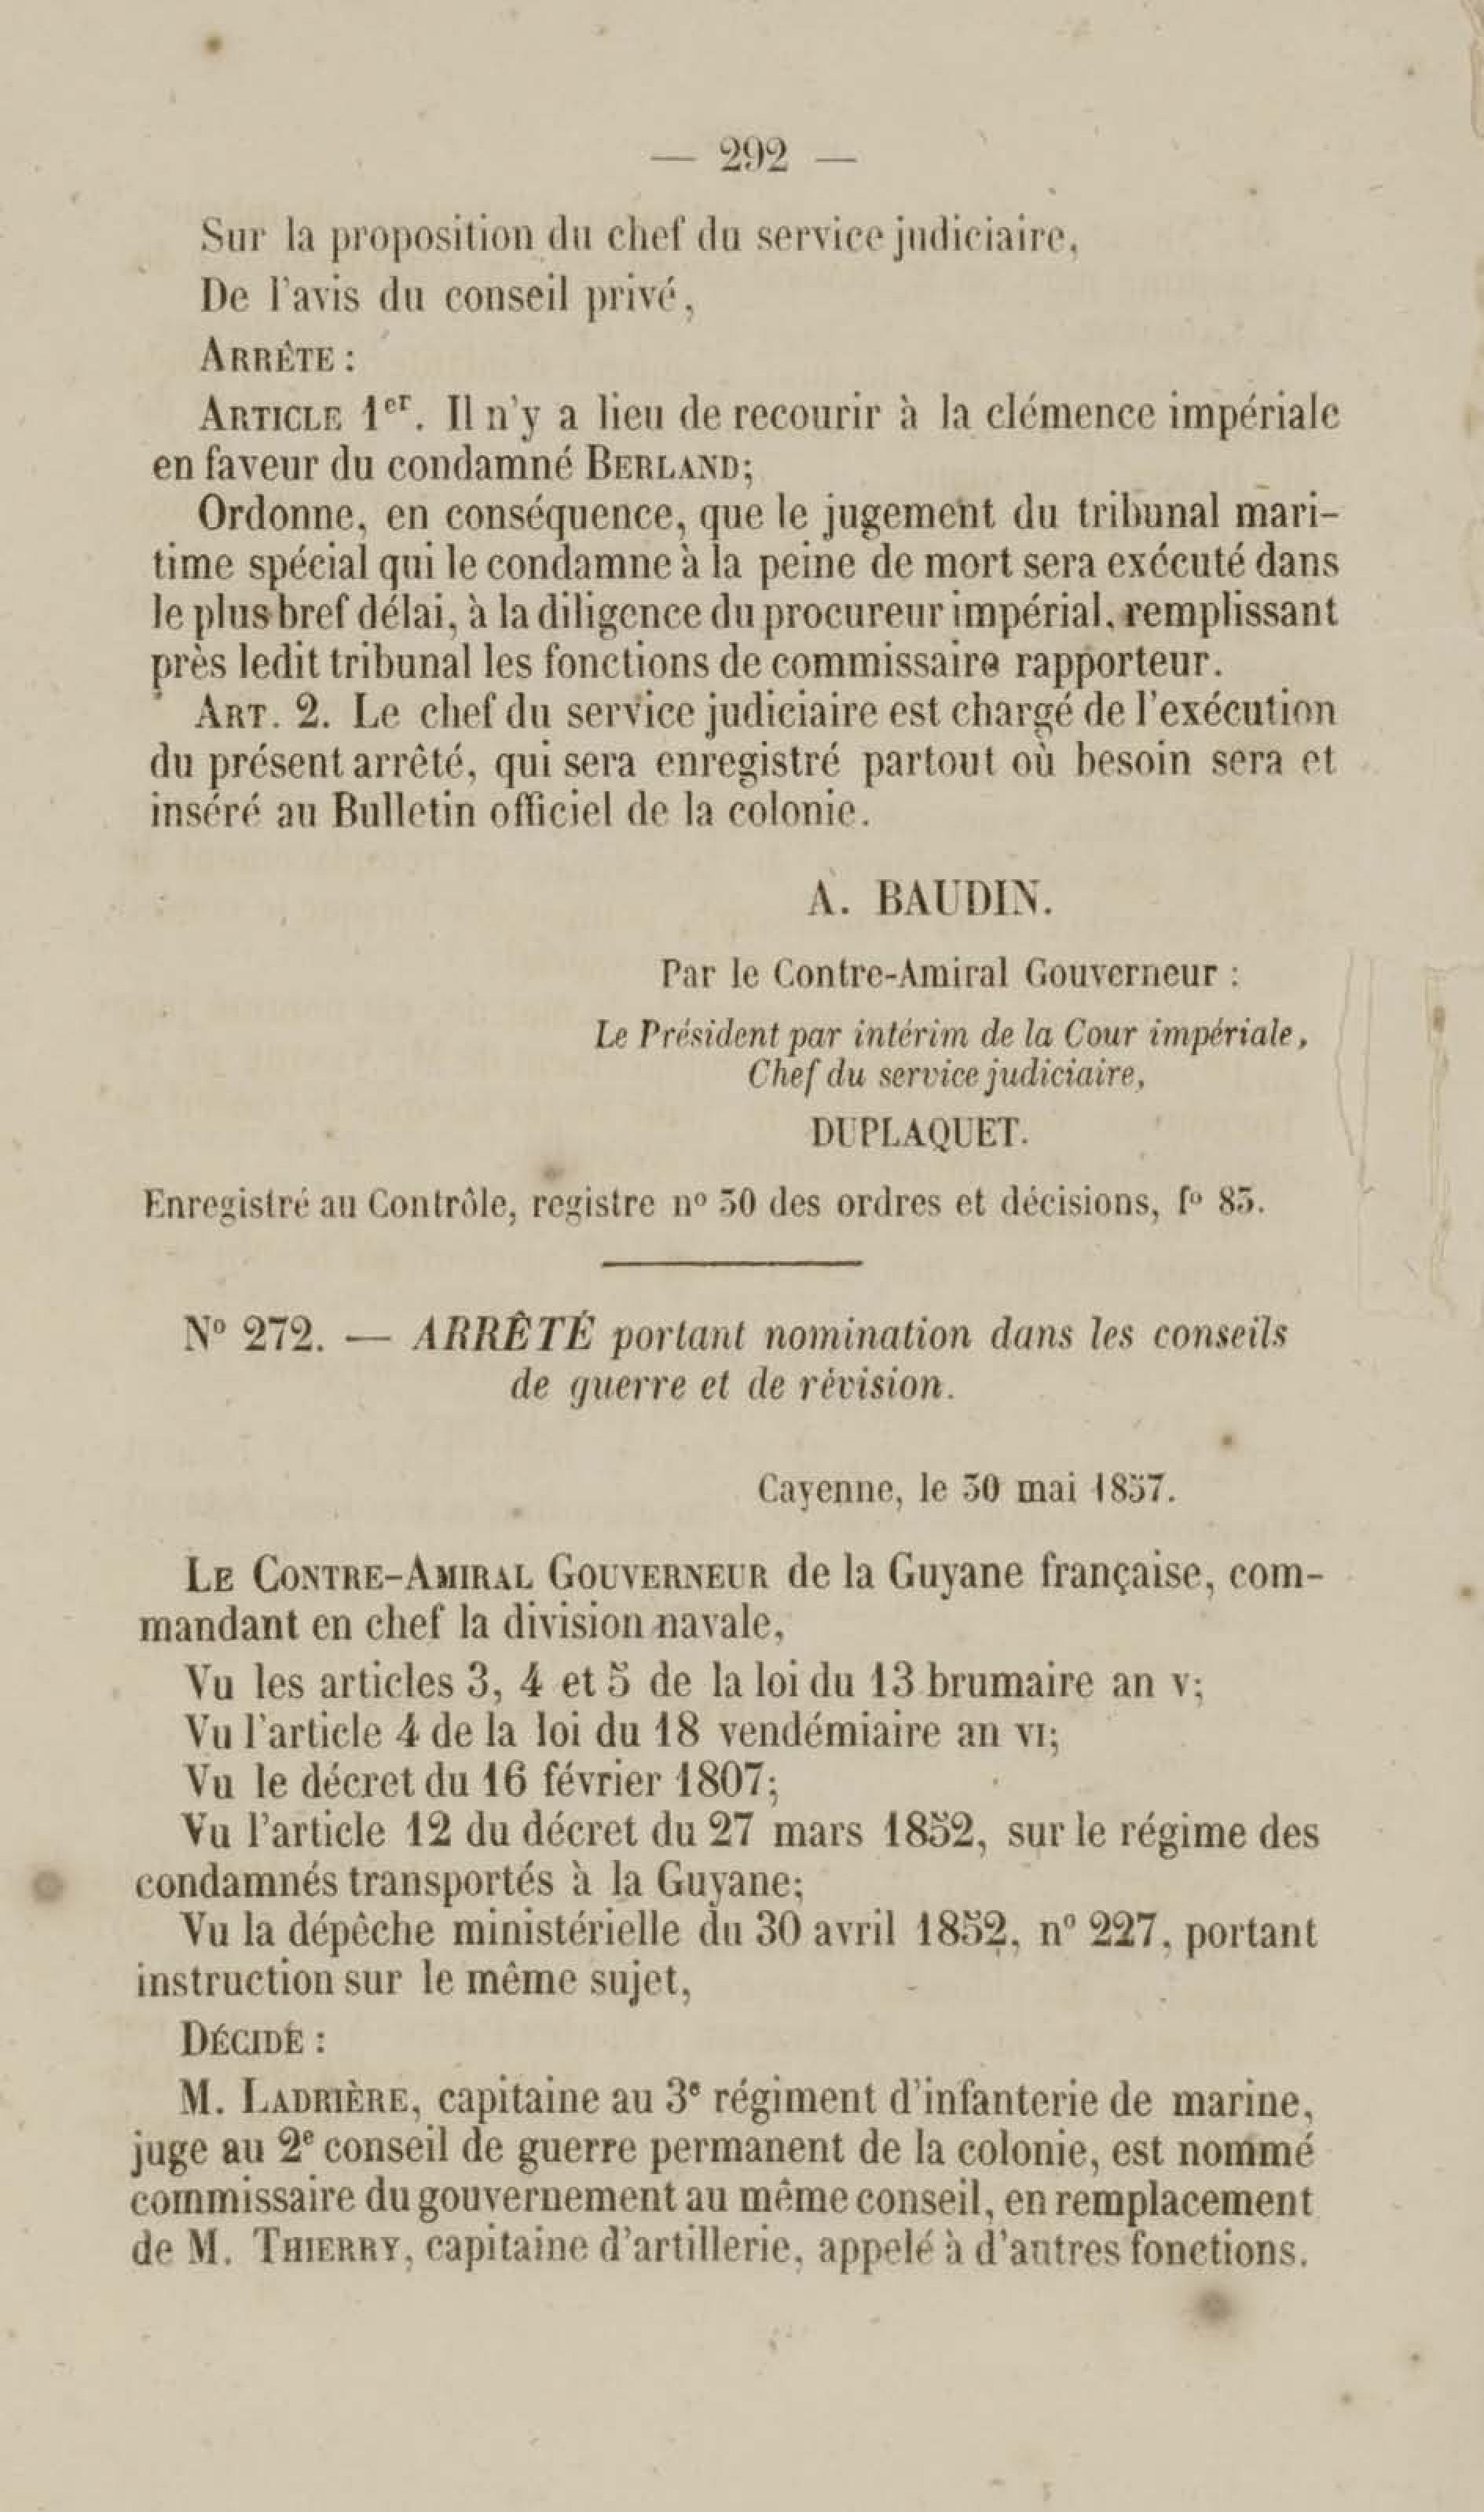 — 292 —
Sur la proposition du chef du service judiciaire,
De l'avis du conseil privé,
ARRÊTE :
ARTICLE 1er. Il n'y a lieu de recourir à la clémence impériale
en faveur du condamné BERLAND;
Ordonne, en conséquence, que le jugement du tribunal mari-
time spécial qui le condamne à la peine de mort sera exécuté dans
le plus bref délai, à la diligence du procureur impérial, remplissant
près ledit tribunal les fonctions de commissaire rapporteur.
ART. 2. Le chef du service judiciaire est chargé de l'exécution
du présent arrêté, qui sera enregistré partout où besoin sera et
inséré au Bulletin officiel de la colonie.
A. BAUDIN.
Par le Contre-Amiral Gouverneur :
Le Président par intérim de la Cour impériale,
Chef du service judiciaire,
DUPLAQUET.
Enregistré au Contrôle, registre nº 30 des ordres et décisions, fº 83.
Nº 272. — ARRÊTÉ portant nomination dans les conseils
de guerre et de révision.
Cayenne, le 30 mai 1857.
LE CONTRE-AMIRAL GOUVERNEUR de la Guyane française, com-
mandant en chef la division navale,
Vu les articles 3, 4 et 5 de la loi du 13 brumaire an V;
Vu l'article 4 de la loi du 18 vendémiaire an VI;
Vu le décret du 16 février 1807;
Vu l'article 12 du décret du 27 mars 1852, sur le régime des
condamnés transportés à la Guyane;
Vu la dépêche ministérielle du 30 avril 1852, nº 227, portant
instruction sur le même sujet,
DÉCIDE :
M. LADRIÈRE, capitaine au 3e régiment d'infanterie de marine,
juge au 2e conseil de guerre permanent de la colonie, est nommé
commissaire du gouvernement au même conseil, en remplacement
de M. THIERRY, capitaine d'artillerie, appelé à d'autres fonctions.